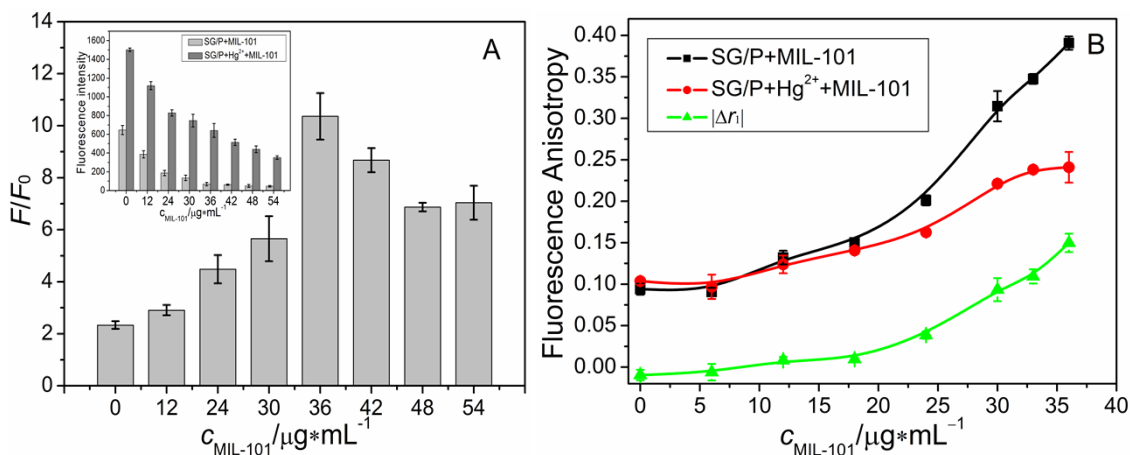 A
F/F₀
14
12
10
8
6
4
2
0
0 12 24 30 36 42 48 54
c_MIL-101/μg*mL⁻¹
SG/P+MIL-101
SG/P+Hg²⁺+MIL-101
Fluorescence intensity
1600
1400
1200
1000
800
600
400
200
0
0 12 24 30 36 42 48 54
c_MIL-101/μg*mL⁻¹
B
SG/P+MIL-101
SG/P+Hg²⁺+MIL-101
|Δr₁|
Fluorescence Anisotropy
0.40
0.35
0.30
0.25
0.20
0.15
0.10
0.05
0.00
0 5 10 15 20 25 30 35 40
c_MIL-101/μg*mL⁻¹